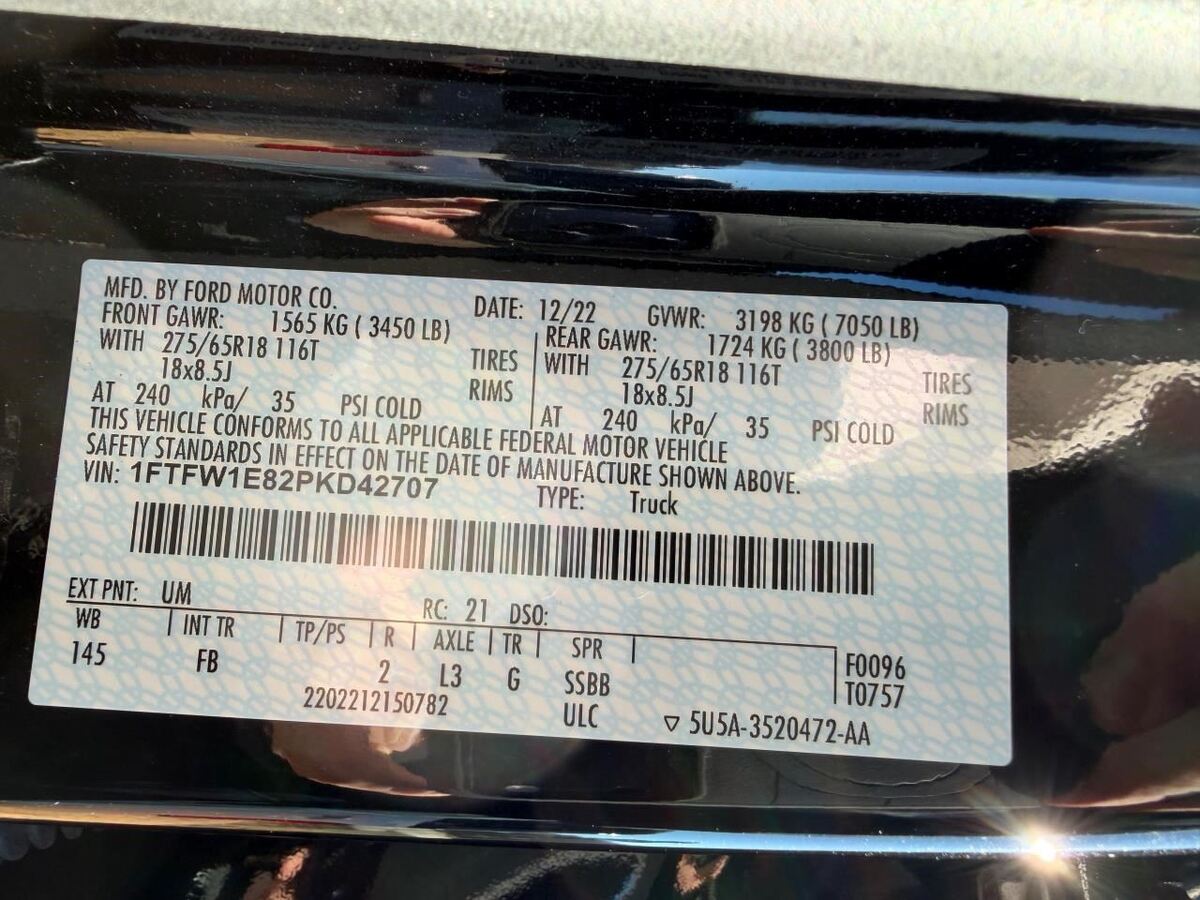 MFD. BY FORD MOTOR CO. DATE: 12/22 GVWR: 3198 KG ( 7050 LB)
FRONT GAWR: 1565 KG ( 3450 LB) REAR GAWR: 1724 KG ( 3800 LB)
WITH 275/65R18 116T TIRES WITH 275/65R18 116T TIRES
18x8.5J RIMS 18x8.5J RIMS
AT 240 kPa/ 35 PSI COLD AT 240 kPa/ 35 PSI COLD
THIS VEHICLE CONFORMS TO ALL APPLICABLE FEDERAL MOTOR VEHICLE
SAFETY STANDARDS IN EFFECT ON THE DATE OF MANUFACTURE SHOWN ABOVE.
VIN: 1FTFW1E82PKD42707 TYPE: Truck
EXT PNT: UM RC: 21 DSO:
WB INT TR TP/PS R AXLE TR SPR
145 FB 2 L3 G SSBB F0096
T0757
2202212150782 ULC ▽ 5U5A-3520472-AA